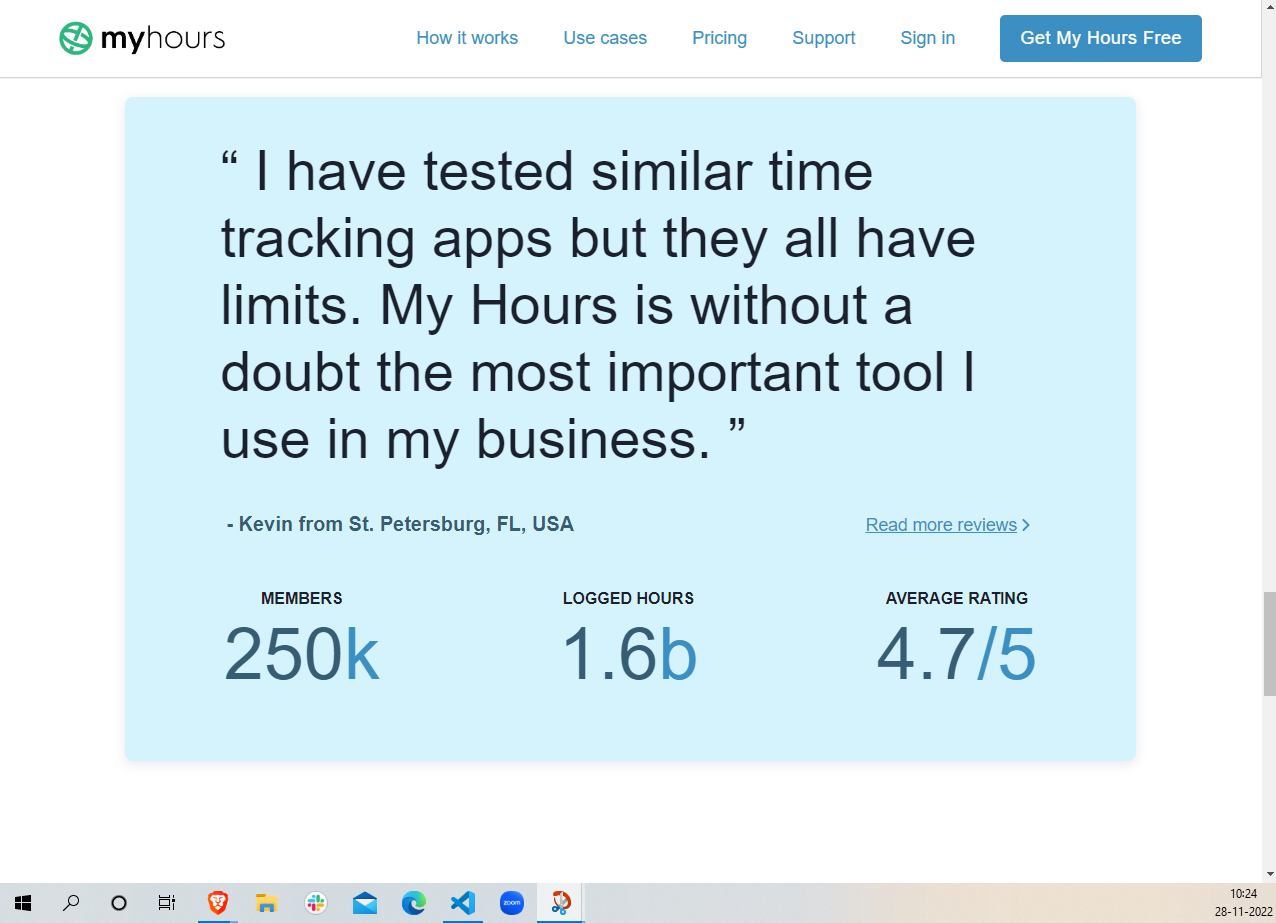 myhours
How it works Use cases Pricing Support Sign in Get My Hours Free
“ I have tested similar time
tracking apps but they all have
limits. My Hours is without a
doubt the most important tool I
use in my business. ”
- Kevin from St. Petersburg, FL, USA
Read more reviews
MEMBERS LOGGED HOURS AVERAGE RATING
250k 1.6b 4.7/5
zoom
10:24
28-11-2022